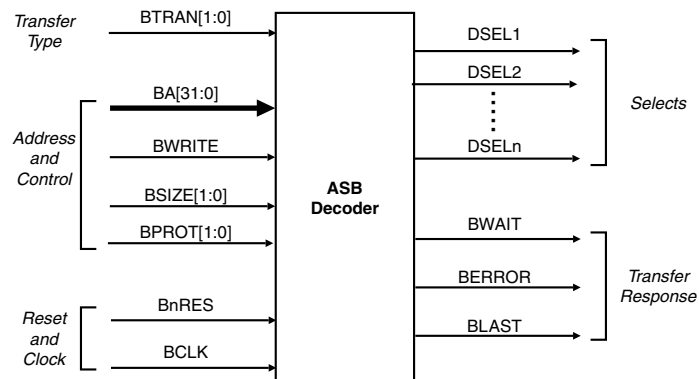 Transfer
Type
BTRAN[1:0]
Address
and
Control
BA[31:0]
BWRITE
BSIZE[1:0]
BPROT[1:0]
Reset
and
Clock
BnRES
BCLK
ASB
Decoder
DSEL1
DSEL2
DSELn
Selects
BWAIT
BERROR
BLAST
Transfer
Response